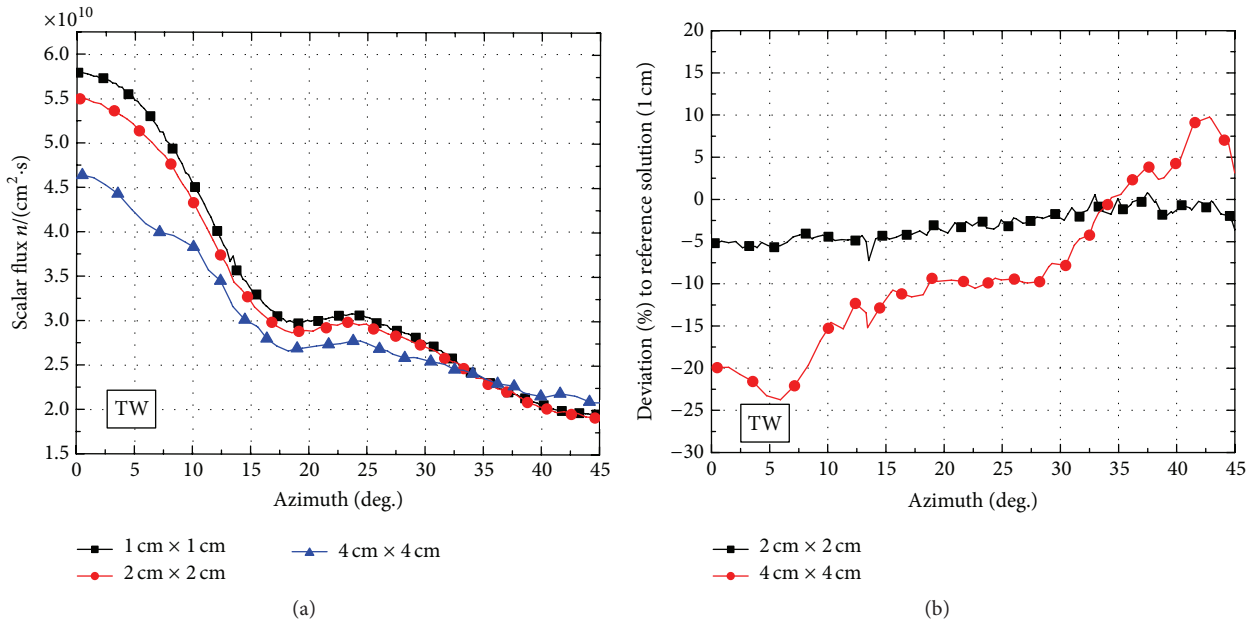 ×10¹⁰
6.0
5.5
5.0
4.5
4.0
3.5
3.0
2.5
2.0
1.5
Scalar flux n/(cm²·s)
TW
0 5 10 15 20 25 30 35 40 45
Azimuth (deg.)
1 cm × 1 cm
2 cm × 2 cm
4 cm × 4 cm
(a)
20
15
10
5
0
−5
−10
−15
−20
−25
−30
Deviation (%) to reference solution (1 cm)
TW
0 5 10 15 20 25 30 35 40 45
Azimuth (deg.)
2 cm × 2 cm
4 cm × 4 cm
(b)